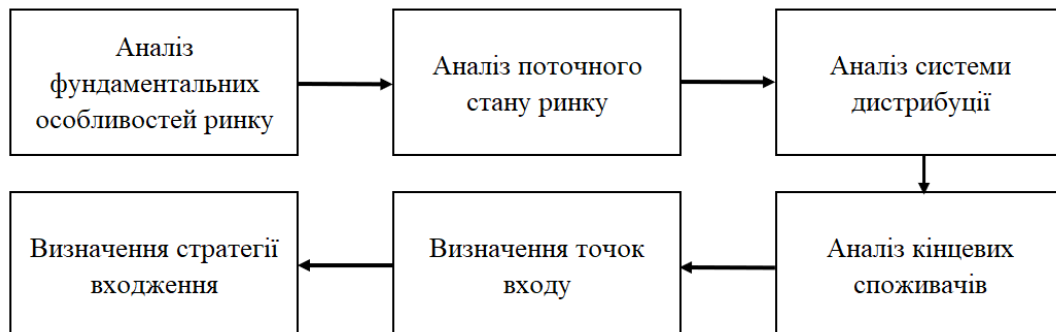 Аналіз
фундаментальних
особливостей ринку
Аналіз поточного
стану ринку
Аналіз системи
дистрибуції
Аналіз кінцевих
споживачів
Визначення точок
входу
Визначення стратегії
входження